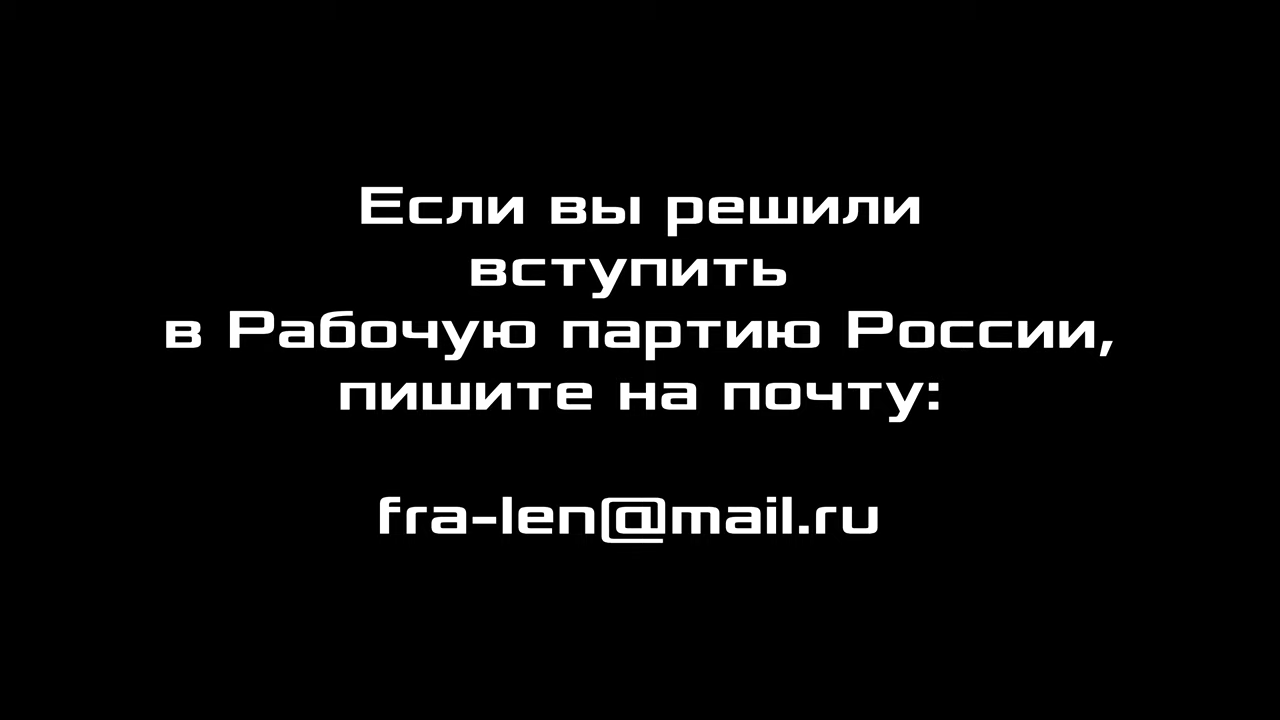 Если вы решили
вступить
в Рабочую партию России,
пишите на почту:
fra-len@mail.ru